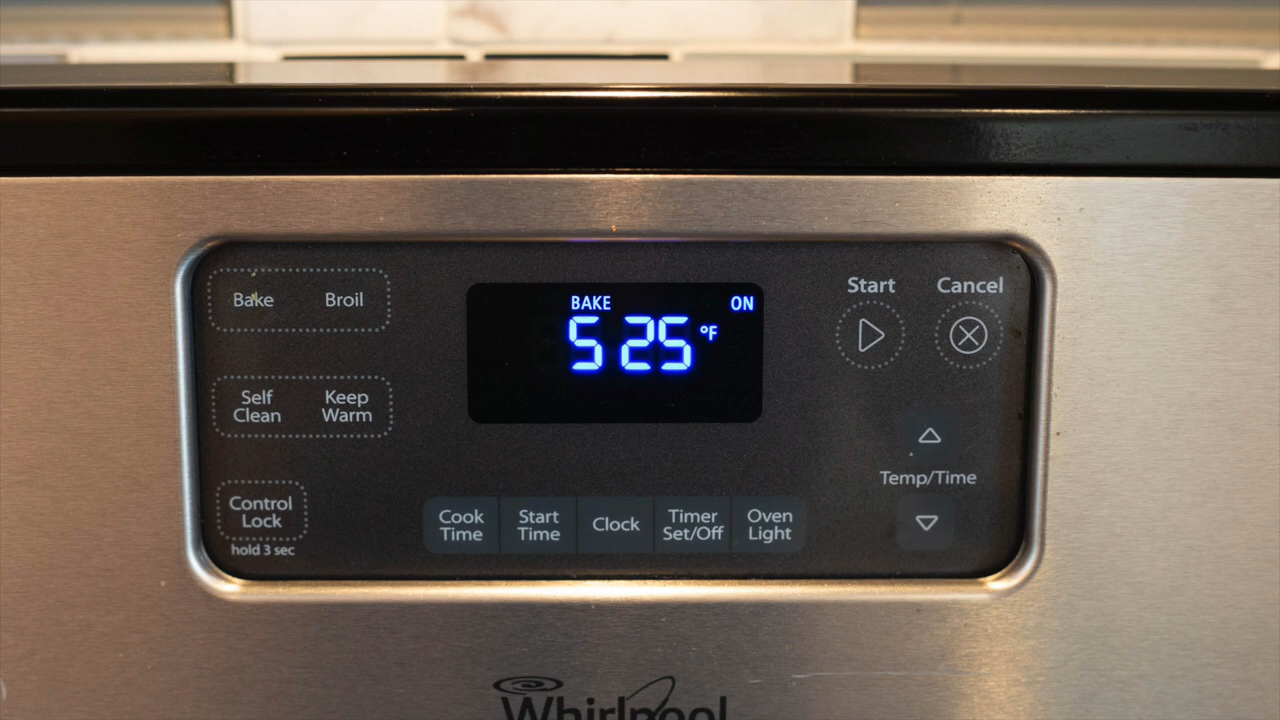 Bake Broil
Self Clean
Keep Warm
Control Lock
hold 3 sec
BAKE ON
525 °F
Start Cancel
Temp/Time
Cook Time
Start Time
Clock
Timer Set/Off
Oven Light
Whirlpool